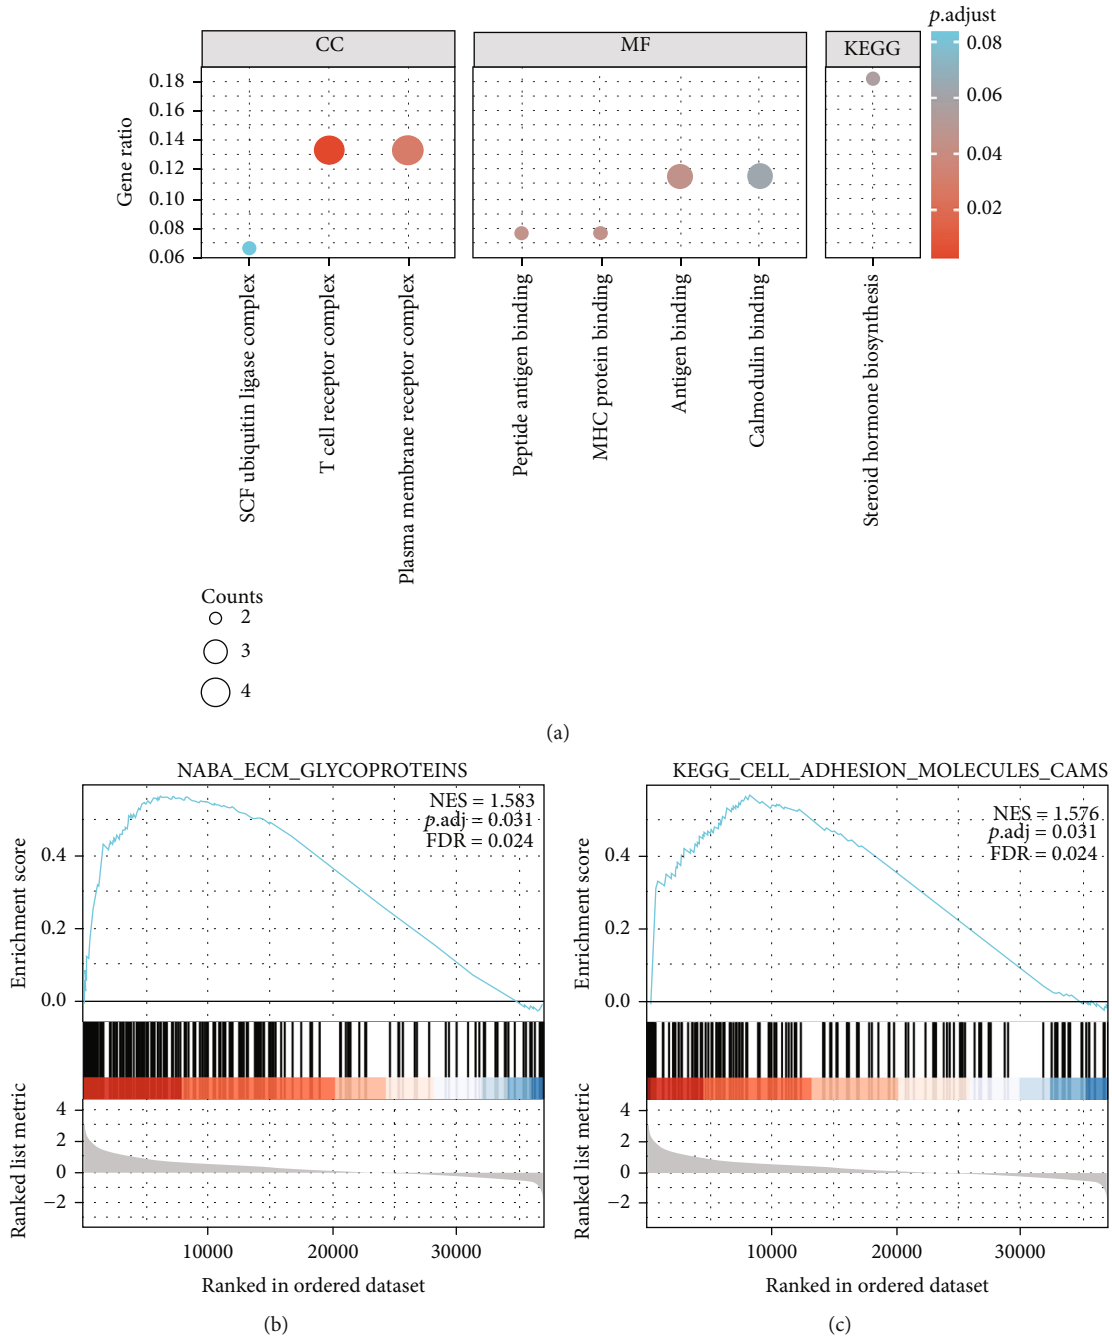 p.adjust
CC
MF
KEGG
0.08
0.06
0.04
0.02
Gene ratio
0.18
0.16
0.14
0.12
0.10
0.08
0.06
SCF ubiquitin ligase complex
T cell receptor complex
Plasma membrane receptor complex
Peptide antigen binding
MHC protein binding
Antigen binding
Calmodulin binding
Steroid hormone biosynthesis
Counts
2
3
4
(a)
NABA_ECM_GLYCOPROTEINS
NES = 1.583
p.adj = 0.031
FDR = 0.024
Enrichment score
0.4
0.2
0.0
Ranked list metric
4
2
0
−2
10000
20000
30000
Ranked in ordered dataset
(b)
KEGG_CELL_ADHESION_MOLECULES_CAMS
NES = 1.576
p.adj = 0.031
FDR = 0.024
Enrichment score
0.4
0.2
0.0
Ranked list metric
4
2
0
−2
10000
20000
30000
Ranked in ordered dataset
(c)